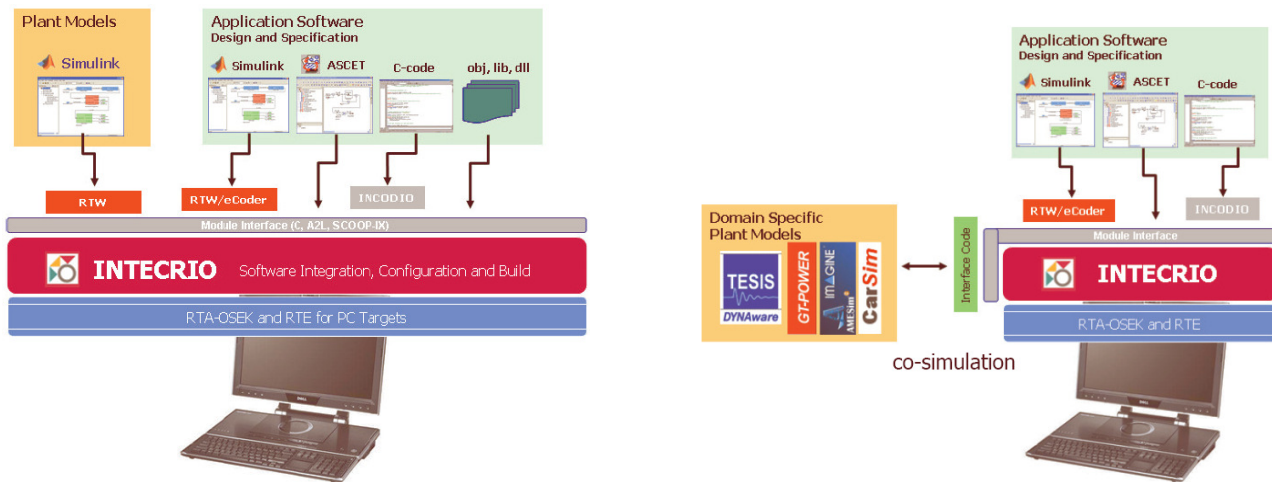 Plant Models
Simulink
Application Software
Design and Specification
Simulink
ASCET
C-code
obj, lib, dll
RTW
RTW/eCoder
INCODIO
Module Interface (C, A2L, SCOOP-IX)
INTECRIO Software Integration, Configuration and Build
RTA-OSEK and RTE for PC Targets
Application Software
Design and Specification
Simulink
ASCET
C-code
RTW/eCoder
INCODIO
Domain Specific
Plant Models
TESIS
DYNAware
GT-POWER
IMAGINE
AMESim®
CarSim
Interface Code
Module Interface
INTECRIO
RTA-OSEK and RTE
co-simulation